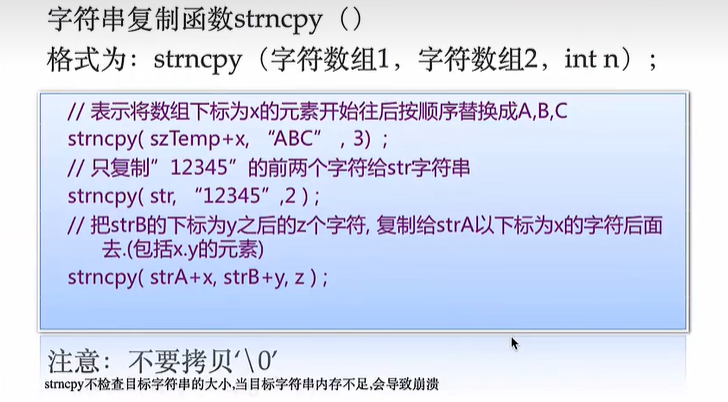 字符串复制函数strncpy（）
格式为：strncpy（字符数组1，字符数组2，int n）；
// 表示将数组下标为x的元素开始往后按顺序替换成A,B,C
strncpy( szTemp+x, “ABC” , 3) ;
// 只复制”12345”的前两个字符给str字符串
strncpy( str, “12345”,2 ) ;
// 把strB的下标为y之后的z个字符, 复制给strA以下标为x的字符后面
去.(包括x.y的元素)
strncpy( strA+x, strB+y, z ) ;
注意：不要拷贝‘\0’
strncpy不检查目标字符串的大小,当目标字符串内存不足,会导致崩溃